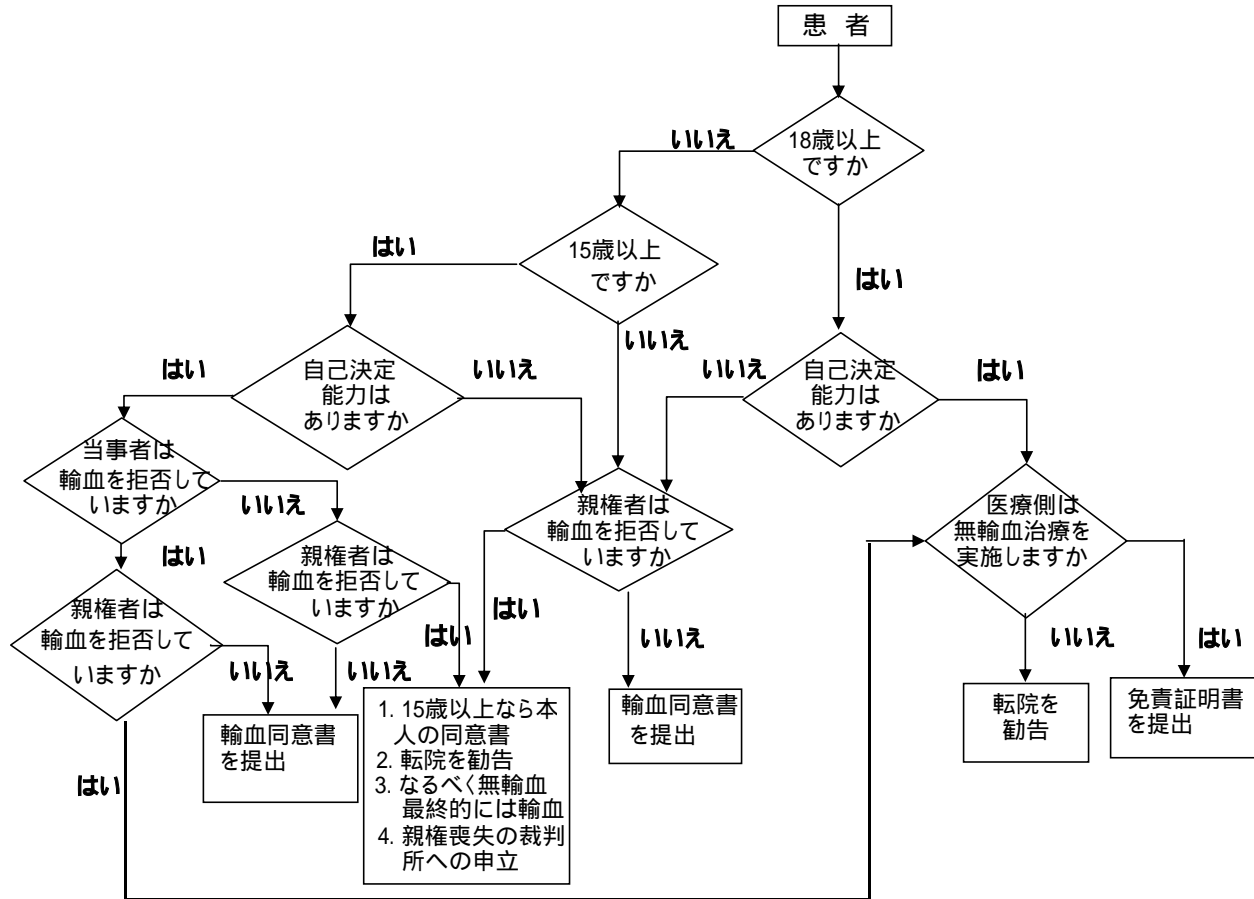 患 者
18歳以上
ですか
いいえ
はい
15歳以上
ですか
はい
いいえ
自己決定
能力は
ありますか
はい
いいえ
自己決定
能力は
ありますか
いいえ
はい
当事者は
輸血を拒否して
いますか
いいえ
はい
親権者は
輸血を拒否して
いますか
いいえ
はい
親権者は
輸血を拒否して
いますか
はい
いいえ
親権者は
輸血を拒否して
いますか
はい
いいえ
医療側は
無輸血治療を
実施しますか
いいえ
はい
輸血同意書
を提出
1. 15歳以上なら本
人の同意書
2. 転院を勧告
3. なるべく無輸血
最終的には輸血
4. 親権喪失の裁判
所への申立
輸血同意書
を提出
転院を
勧告
免責証明書
を提出